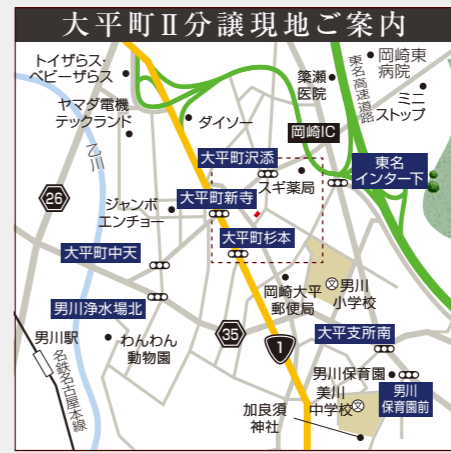 大平町Ⅱ分譲現地ご案内
トイザらス・
ベビーザらス
ヤマダ電機
テックランド
ダイソー
簗瀬
医院
東名高速道路
岡崎東
病院
ミニ
ストップ
岡崎IC
乙川
大平町沢添
スギ薬局
東名
インター下
26
ジャンボ
エンチョー
大平町新寺
大平町杉本
大平町中天
岡崎大平
郵便局
文
男川
小学校
男川浄水場北
35
1
大平支所南
男川駅
わんわん
動物園
名鉄名古屋本線
男川保育園
男川
保育園前
美川
中学校
文
加良須
神社